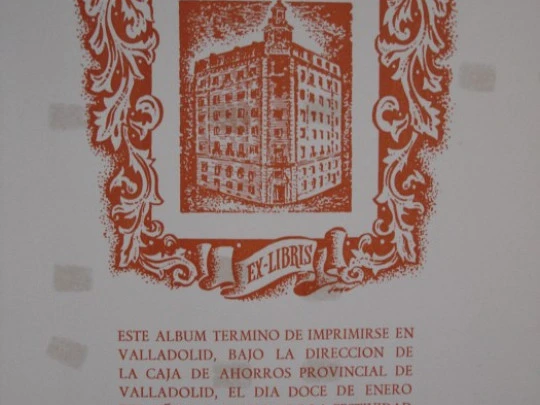 EX-LIBRIS
ESTE ALBUM TERMINO DE IMPRIMIRSE EN
VALLADOLID, BAJO LA DIRECCION DE
LA CAJA DE AHORROS PROVINCIAL DE
VALLADOLID, EL DIA DOCE DE ENERO